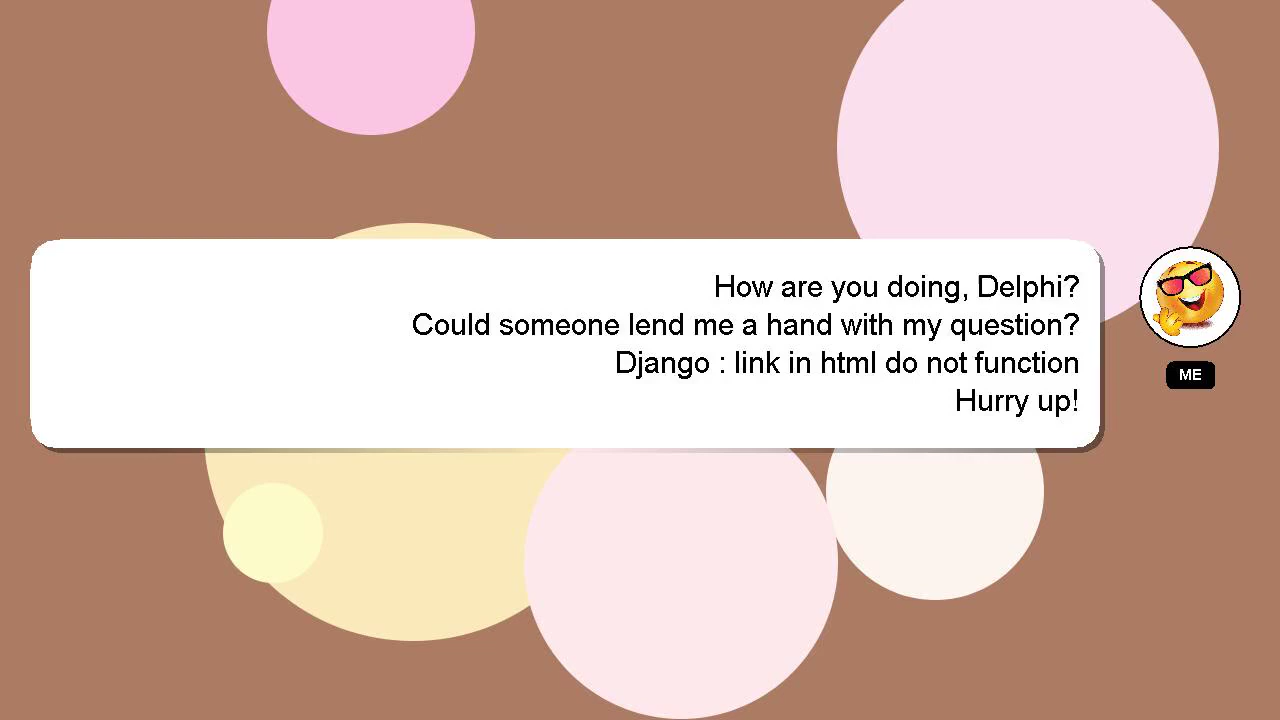 How are you doing, Delphi?
Could someone lend me a hand with my question?
Django : link in html do not function
Hurry up!
ME